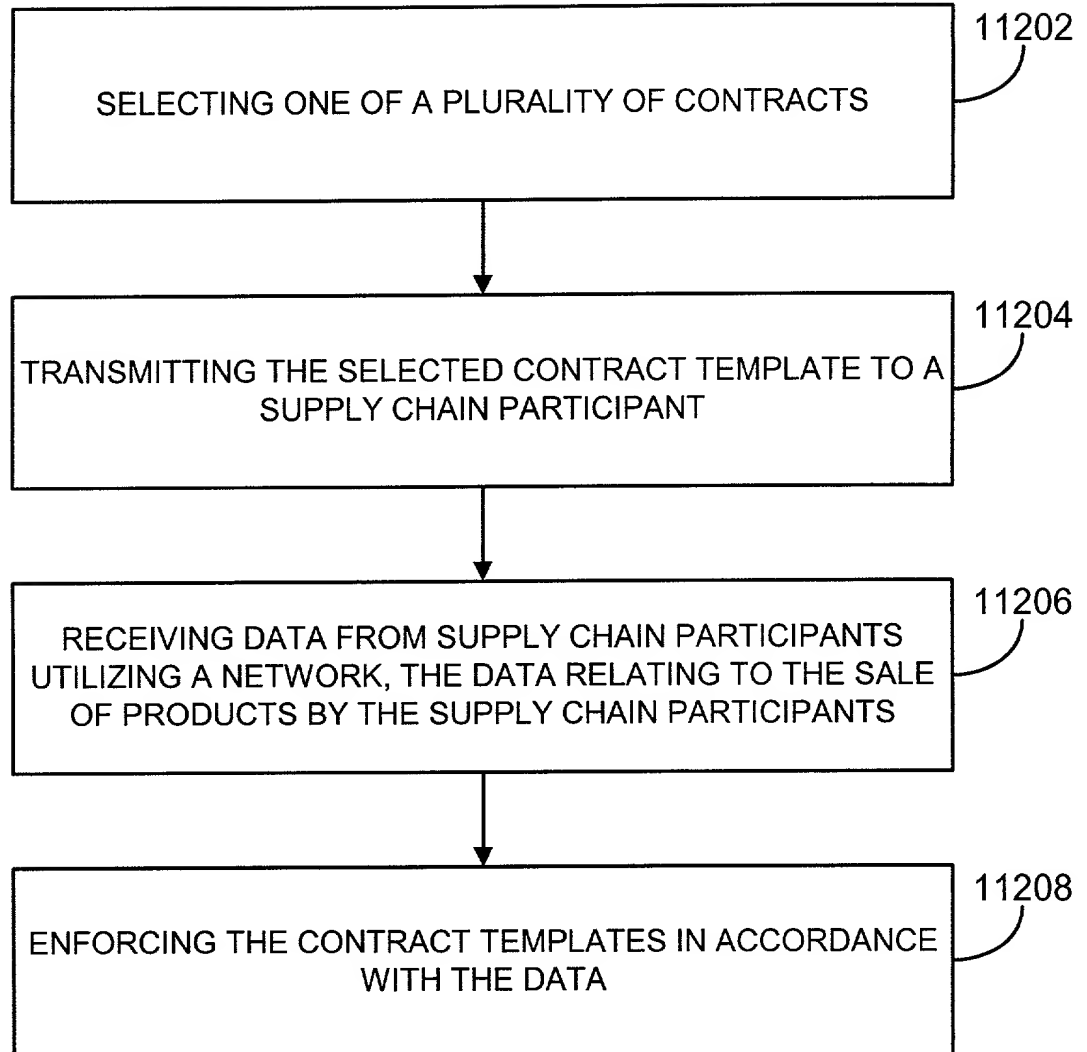 11202
SELECTING ONE OF A PLURALITY OF CONTRACTS
11204
TRANSMITTING THE SELECTED CONTRACT TEMPLATE TO A
SUPPLY CHAIN PARTICIPANT
11206
RECEIVING DATA FROM SUPPLY CHAIN PARTICIPANTS
UTILIZING A NETWORK, THE DATA RELATING TO THE SALE
OF PRODUCTS BY THE SUPPLY CHAIN PARTICIPANTS
11208
ENFORCING THE CONTRACT TEMPLATES IN ACCORDANCE
WITH THE DATA